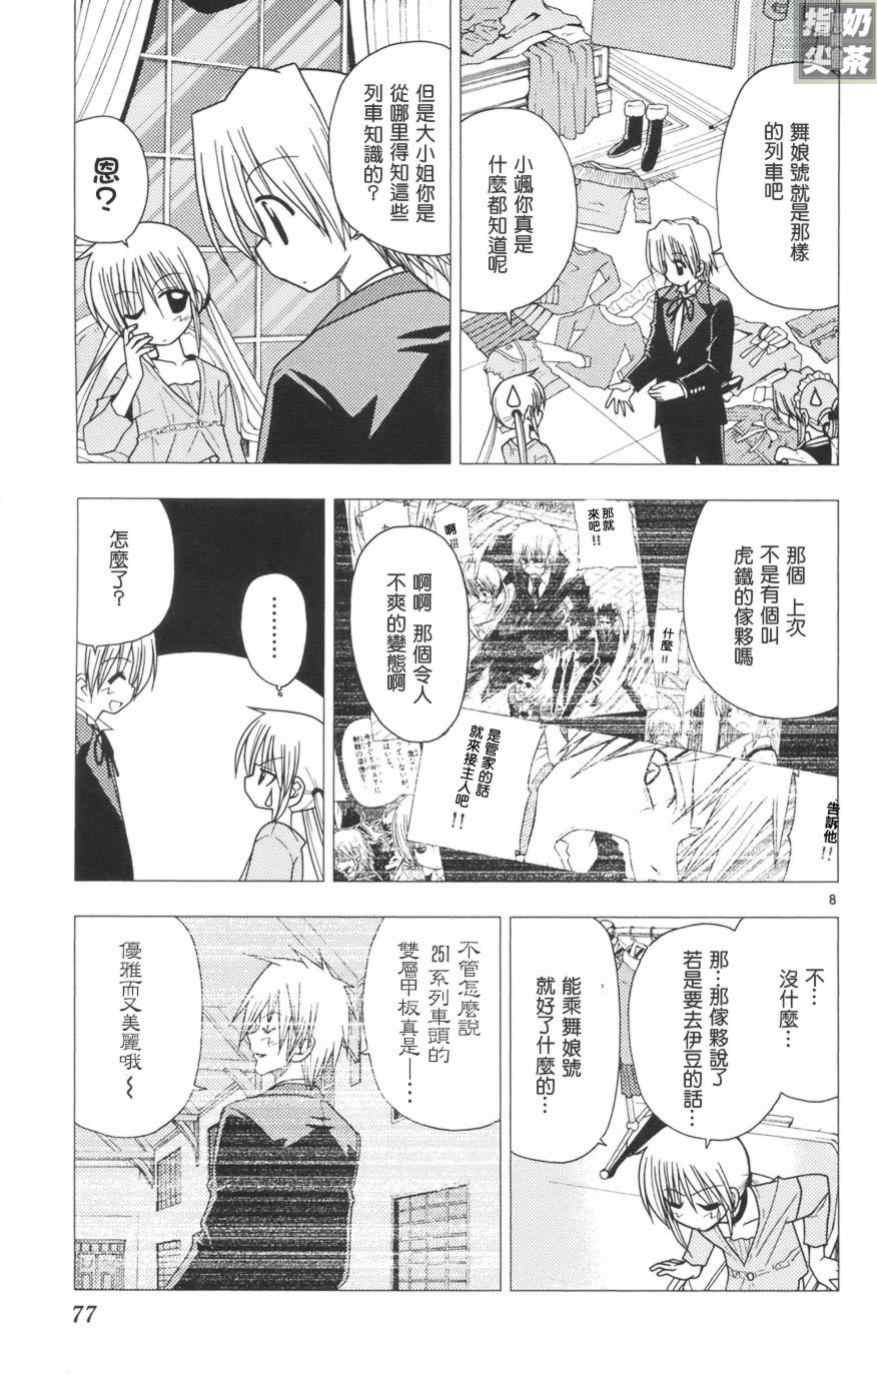 指奶
尖茶
舞娘號就是那樣
的列車吧
小颯你真是
什麼都知道呢
但是大小姐你是
從哪里得知這些
列車知識的？
恩？
那個 上次
不是有個叫
虎鐵的傢夥嗎
那就
來吧!!
啊
什麼!!
啊啊 那個令人
不爽的變態啊
是管家的話
就來接主人吧!!
告訴他!!
………
怎麼了？
8
不…
沒什麼…
那…那傢夥說了
若是要去伊豆的話…
能乘舞娘號
就好了什麼的…
不管怎麼說
251系列車頭的
雙層甲板真是——……
優雅而又美麗哦～
77